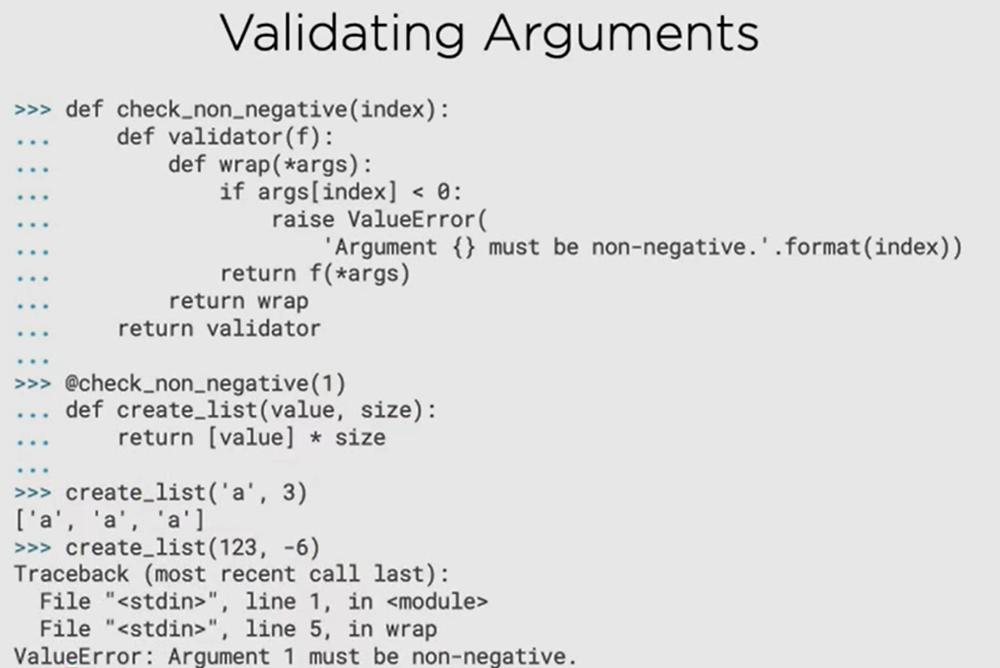 Validating Arguments
>>> def check_non_negative(index):
...     def validator(f):
...         def wrap(*args):
...             if args[index] < 0:
...                 raise ValueError(
...                     'Argument {} must be non-negative.'.format(index))
...             return f(*args)
...         return wrap
...     return validator
...
>>> @check_non_negative(1)
... def create_list(value, size):
...     return [value] * size
...
>>> create_list('a', 3)
['a', 'a', 'a']
>>> create_list(123, -6)
Traceback (most recent call last):
  File "<stdin>", line 1, in <module>
  File "<stdin>", line 5, in wrap
ValueError: Argument 1 must be non-negative.